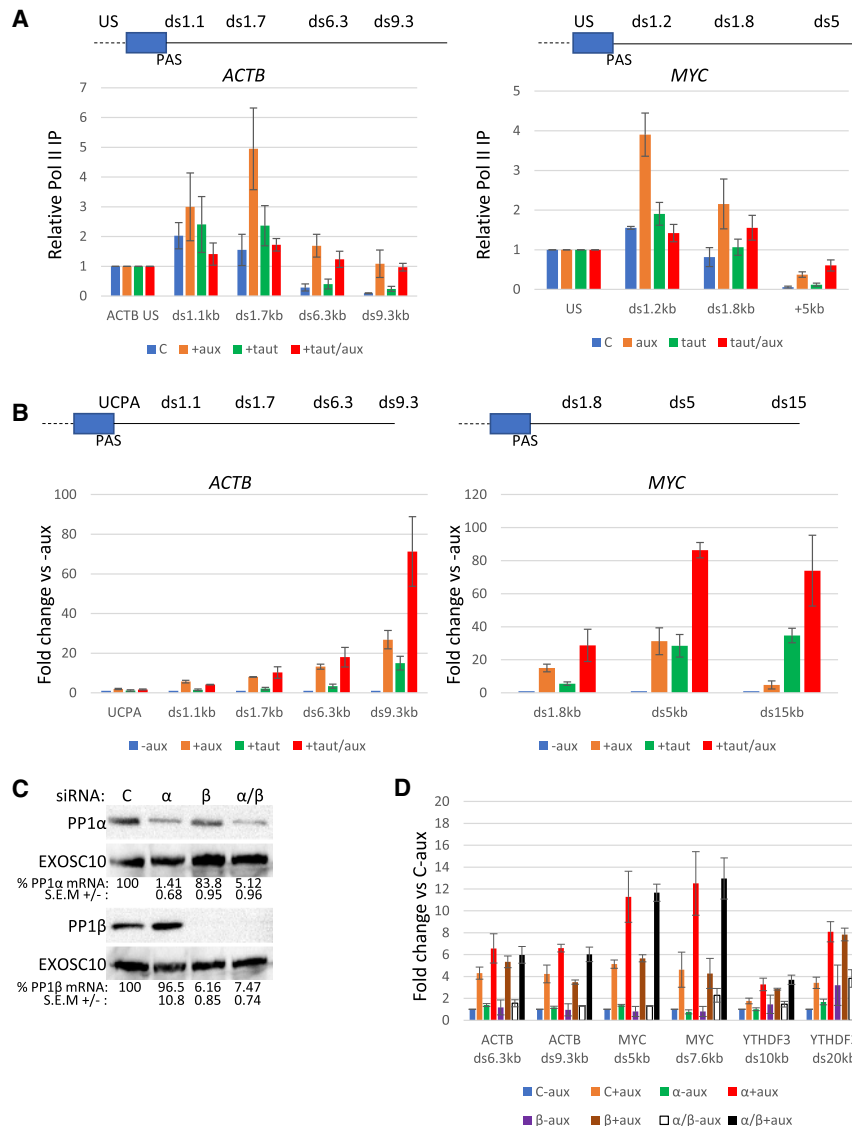 A
US ds1.1 ds1.7 ds6.3 ds9.3
PAS
ACTB
Relative Pol II IP
7
6
5
4
3
2
1
0
ACTB US ds1.1kb ds1.7kb ds6.3kb ds9.3kb
C +aux +taut +taut/aux
US ds1.2 ds1.8 ds5
PAS
MYC
Relative Pol II IP
5
4
3
2
1
0
US ds1.2kb ds1.8kb +5kb
C aux taut taut/aux
B
UCPA ds1.1 ds1.7 ds6.3 ds9.3
PAS
ACTB
Fold change vs -aux
100
80
60
40
20
0
UCPA ds1.1kb ds1.7kb ds6.3kb ds9.3kb
-aux +aux +taut +taut/aux
ds1.8 ds5 ds15
PAS
MYC
Fold change vs -aux
120
100
80
60
40
20
0
ds1.8kb ds5kb ds15kb
-aux +aux +taut +taut/aux
C
siRNA: C α β α/β
PP1α
EXOSC10
% PP1α mRNA: 100 1.41 83.8 5.12
S.E.M +/- : 0.68 0.95 0.96
PP1β
EXOSC10
% PP1β mRNA: 100 96.5 6.16 7.47
S.E.M +/- : 10.8 0.85 0.74
D
Fold change vs C-aux
20
18
16
14
12
10
8
6
4
2
0
ACTB ACTB MYC MYC YTHDF3 YTHDF3
ds6.3kb ds9.3kb ds5kb ds7.6kb ds10kb ds20kb
C-aux C+aux α-aux α+aux
β-aux β+aux α/β-aux α/β+aux